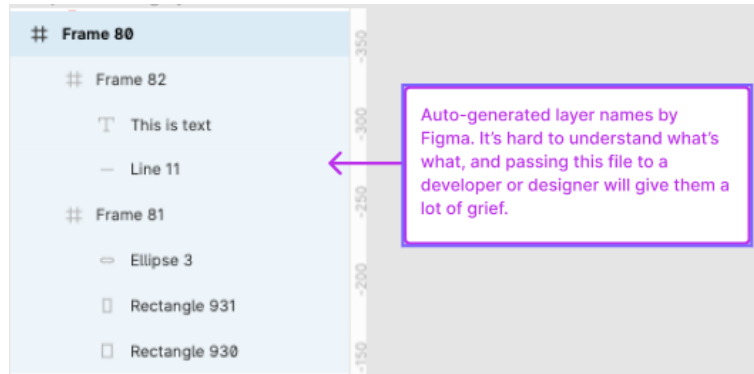 Frame 80
Frame 82
This is text
Line 11
Frame 81
Ellipse 3
Rectangle 931
Rectangle 930
-350
-300
-250
-200
-150
Auto-generated layer names by
Figma. It's hard to understand what's
what, and passing this file to a
developer or designer will give them a
lot of grief.